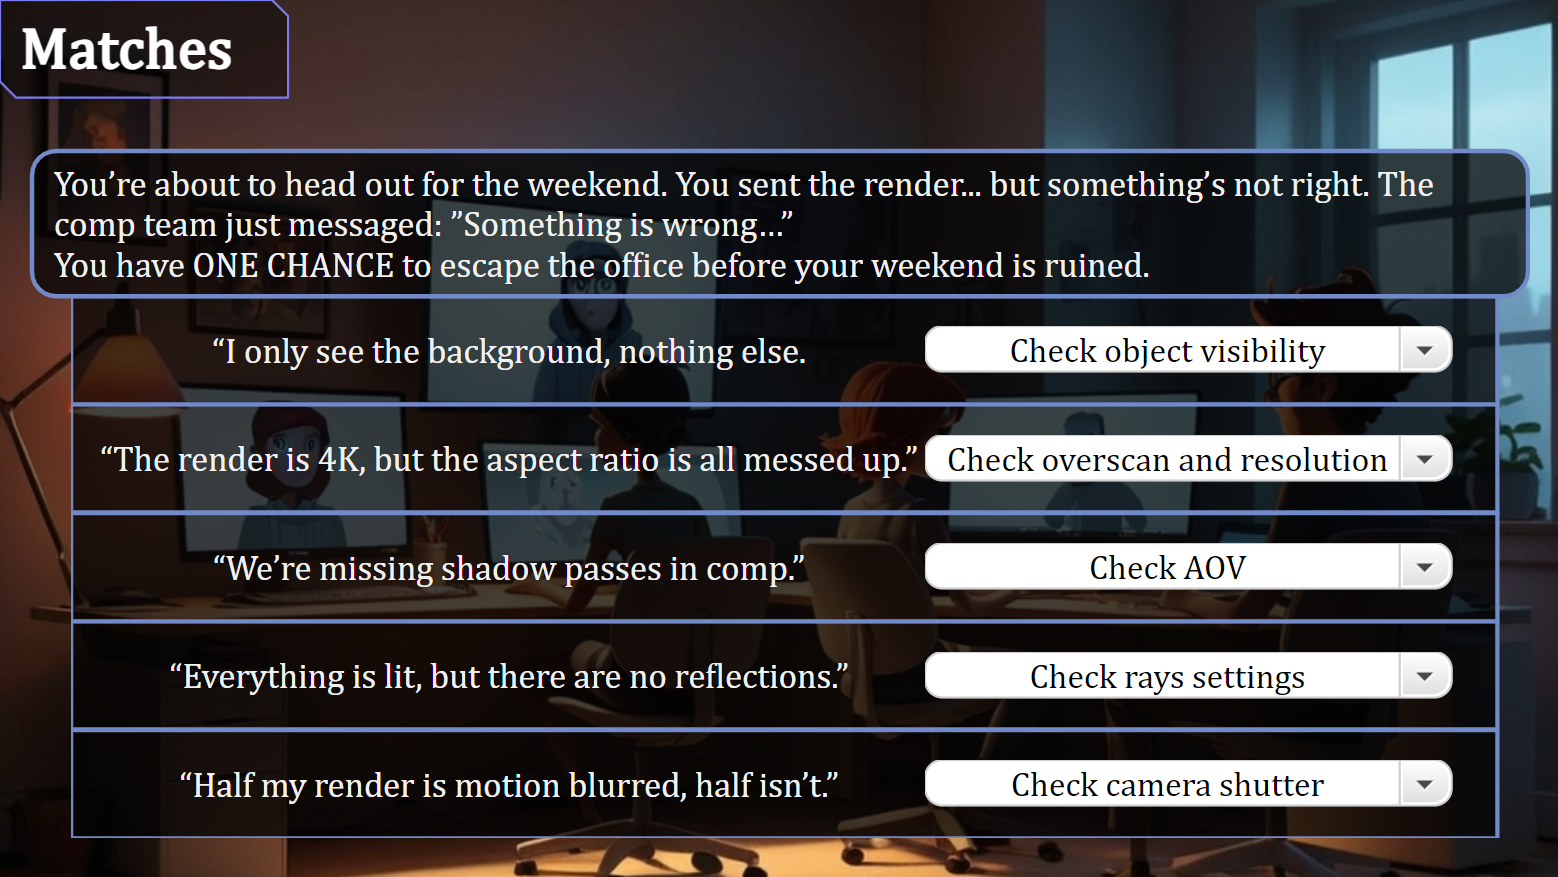 Matches
You’re about to head out for the weekend. You sent the render... but something’s not right. The
comp team just messaged: ”Something is wrong...”
You have ONE CHANCE to escape the office before your weekend is ruined.
“I only see the background, nothing else.
Check object visibility
“The render is 4K, but the aspect ratio is all messed up.”
Check overscan and resolution
“We’re missing shadow passes in comp.”
Check AOV
“Everything is lit, but there are no reflections.”
Check rays settings
“Half my render is motion blurred, half isn’t.”
Check camera shutter